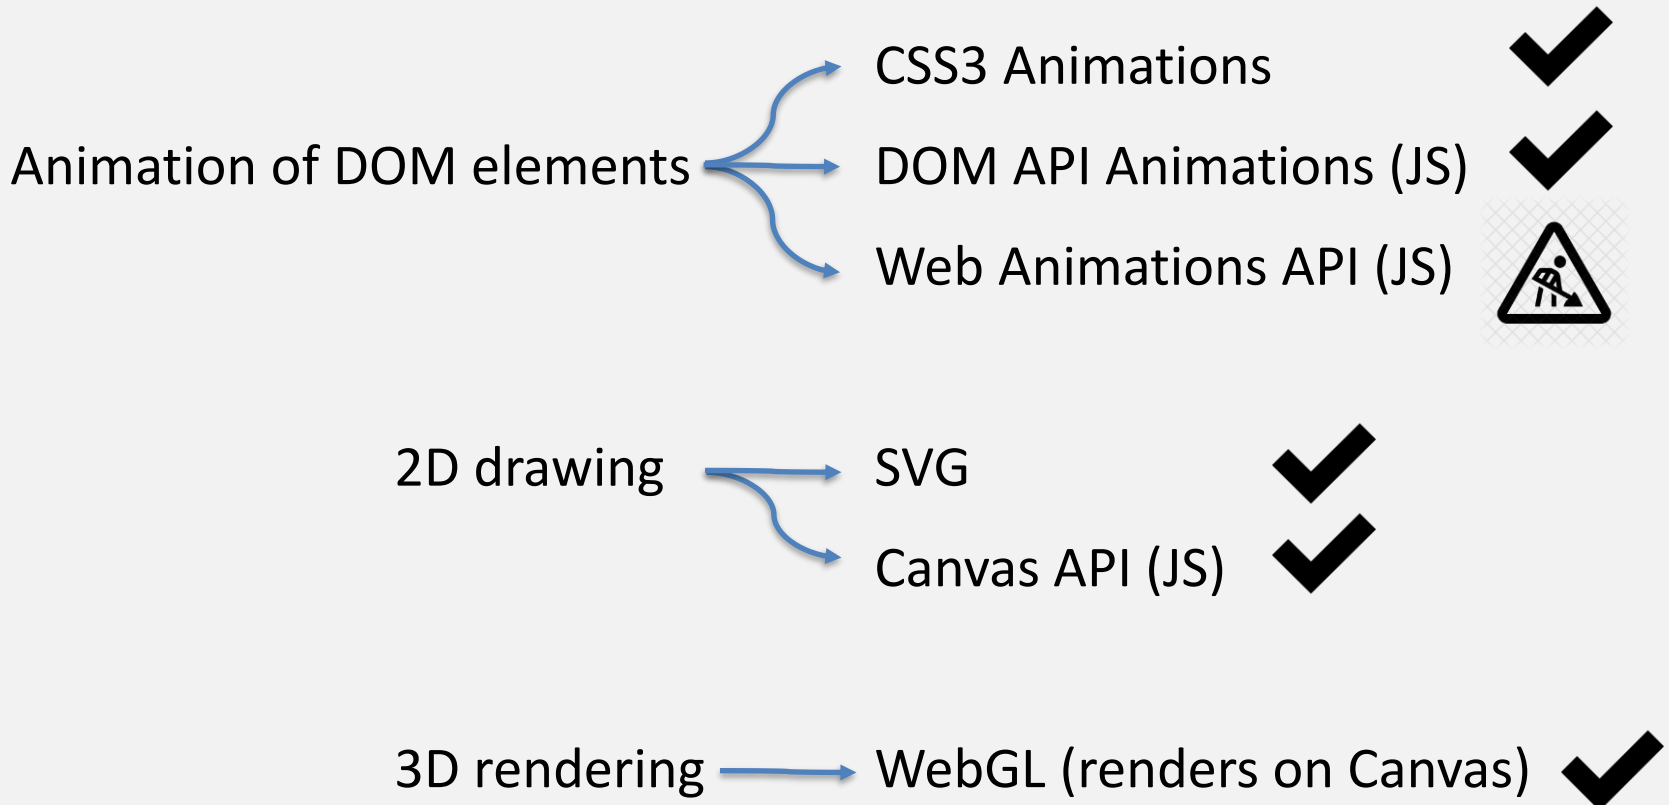 CSS3 Animations
Animation of DOM elements
DOM API Animations (JS)
Web Animations API (JS)
2D drawing
SVG
Canvas API (JS)
3D rendering
WebGL (renders on Canvas)